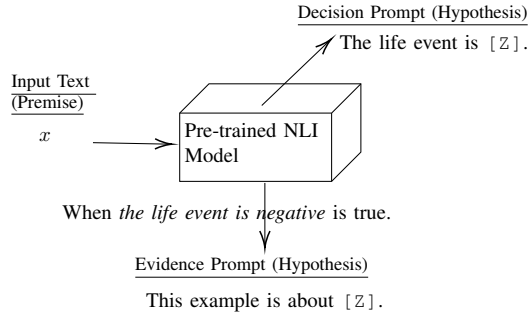 Decision Prompt (Hypothesis)
The life event is [Z].
Input Text
(Premise)
x
Pre-trained NLI
Model
When the life event is negative is true.
Evidence Prompt (Hypothesis)
This example is about [Z].